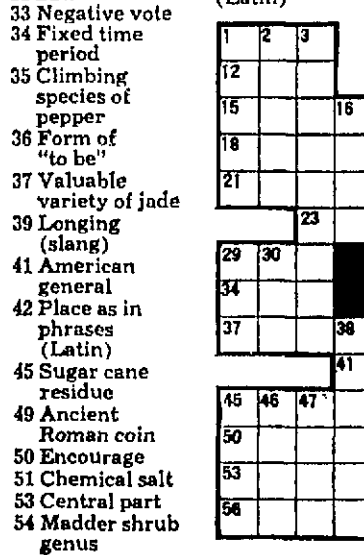 33 Negative vote
34 Fixed time
period
35 Climbing
species of
pepper
36 Form of
"to be"
37 Valuable
variety of jade
39 Longing
(slang)
41 American
general
42 Place as in
phrases
(Latin)
45 Sugar cane
residue
49 Ancient
Roman coin
50 Encourage
51 Chemical salt
53 Central part
54 Madder shrub
genus
(Latin)
1 2 3
12
15 16
18
21
23
29 30
34
37 38
41
45 46 47
50
53
56